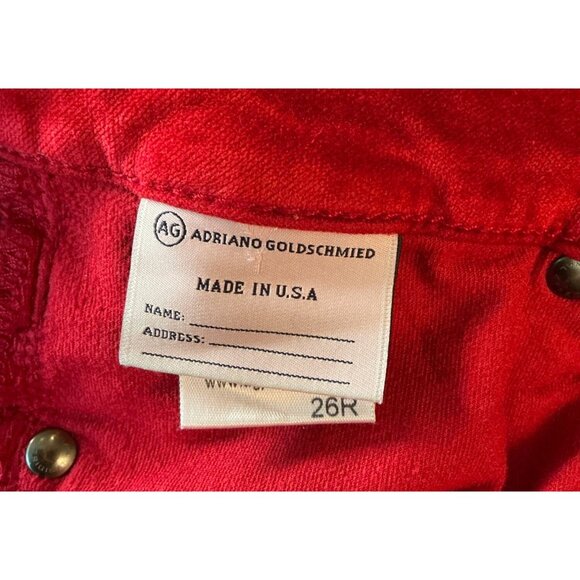 AG ADRIANO GOLDSCHMIED
MADE IN U.S.A
NAME:
ADDRESS:
26R